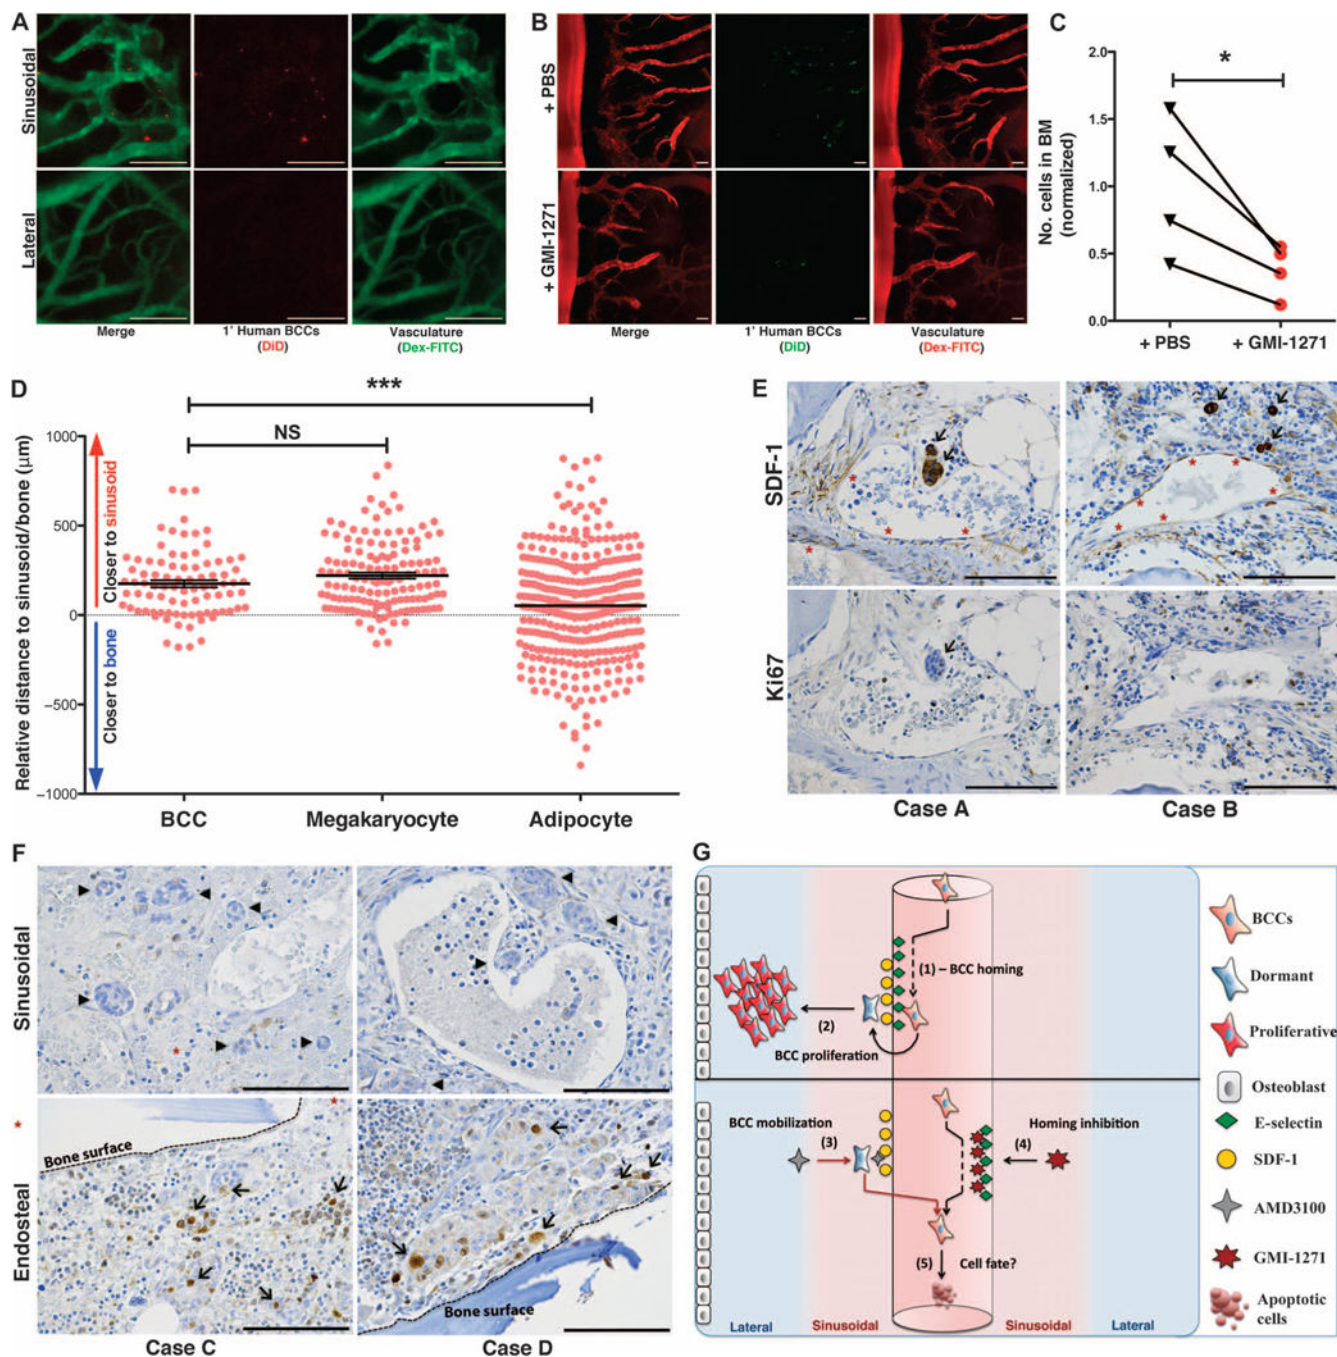 A
Sinusoidal
Lateral
Merge
1' Human BCCs
(DiD)
Vasculature
(Dex-FITC)
B
+ PBS
+ GMI-1271
Merge
1' Human BCCs
(DiD)
Vasculature
(Dex-FITC)
C
No. cells in BM
(normalized)
2.0
1.5
1.0
0.5
0.0
*
+ PBS
+ GMI-1271
D
Relative distance to sinusoid/bone (µm)
1000
500
0
−500
−1000
Closer to sinusoid
Closer to bone
***
NS
BCC
Megakaryocyte
Adipocyte
E
SDF-1
Ki67
Case A
Case B
F
Sinusoidal
Endosteal
*
Bone surface
Bone surface
Case C
Case D
G
(1) – BCC homing
(2)
BCC proliferation
BCC mobilization
(3)
(4)
Homing inhibition
(5)
Cell fate?
Lateral
Sinusoidal
Sinusoidal
Lateral
BCCs
Dormant
Proliferative
Osteoblast
E-selectin
SDF-1
AMD3100
GMI-1271
Apoptotic
cells